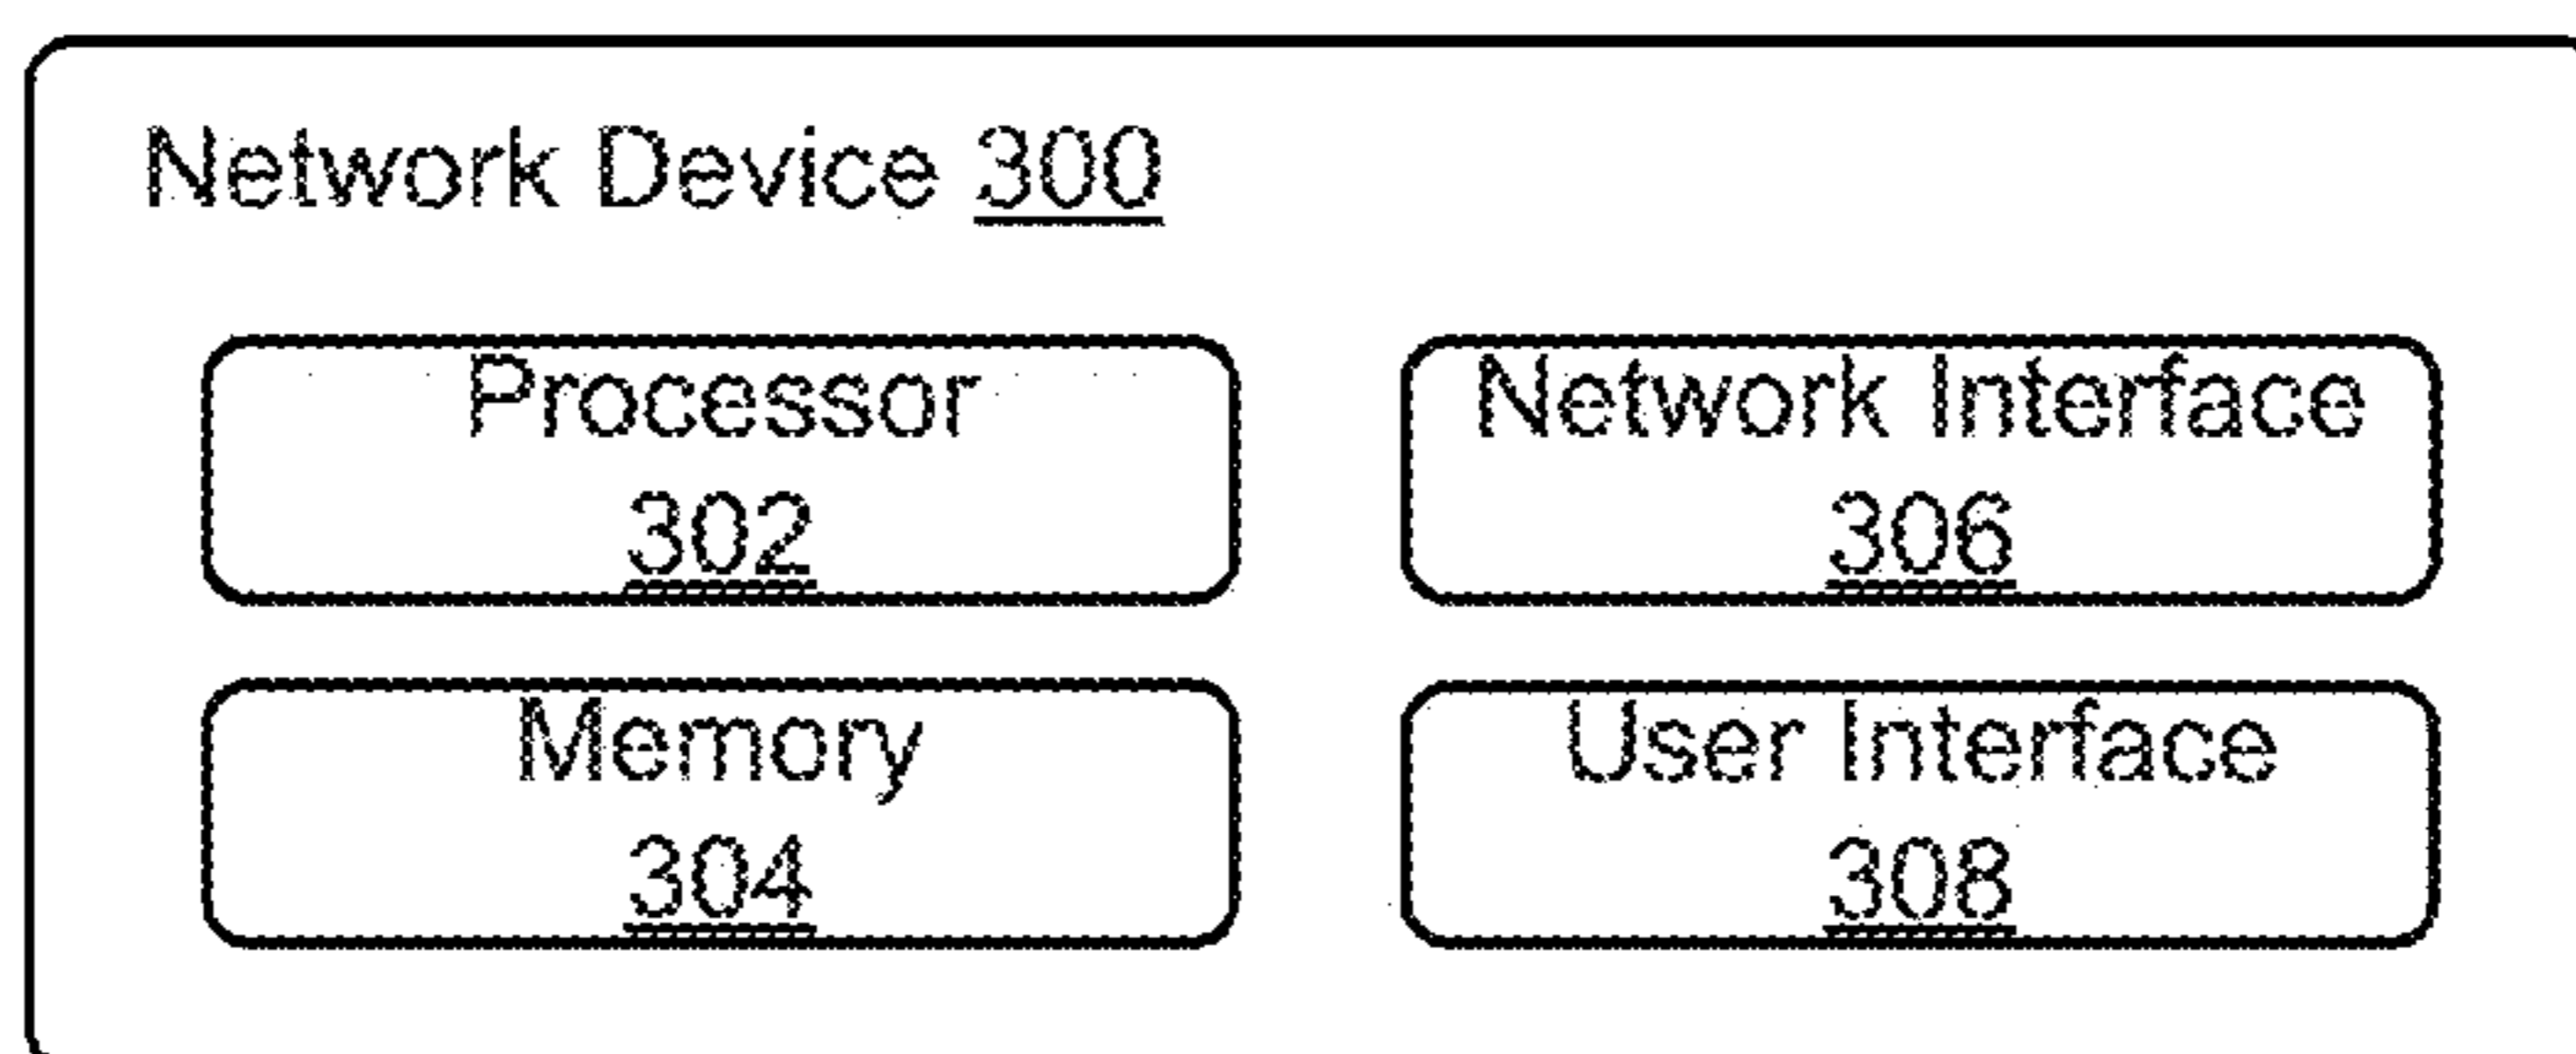 Network Device 300
Processor
302
Network Interface
306
Memory
304
User Interface
308